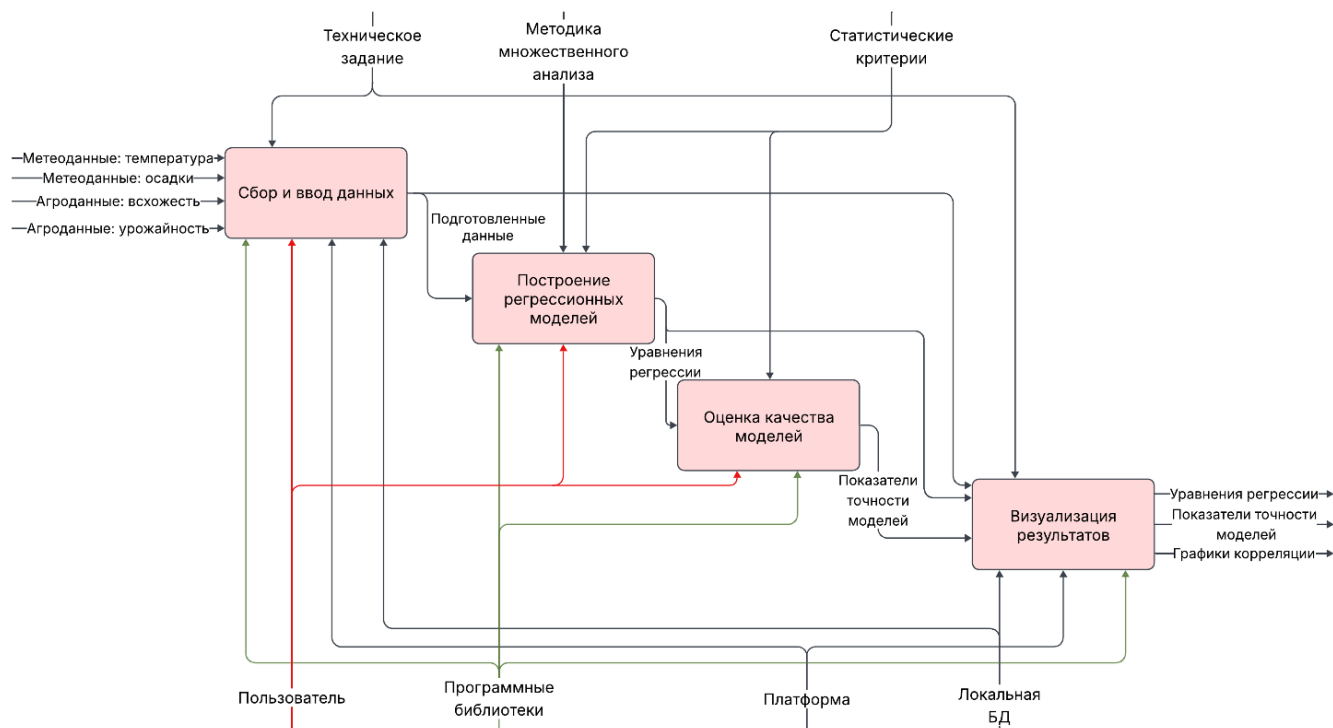 Техническое
задание
Методика
множественного
анализа
Статистические
критерии
Метеоданные: температура
Метеоданные: осадки
Агроданные: всхожесть
Агроданные: урожайность
Сбор и ввод данных
Подготовленные
данные
Построение
регрессионных
моделей
Уравнения
регрессии
Оценка качества
моделей
Показатели
точности
моделей
Визуализация
результатов
Уравнения регрессии
Показатели точности
моделей
Графики корреляции
Пользователь
Программные
библиотеки
Платформа
Локальная
БД